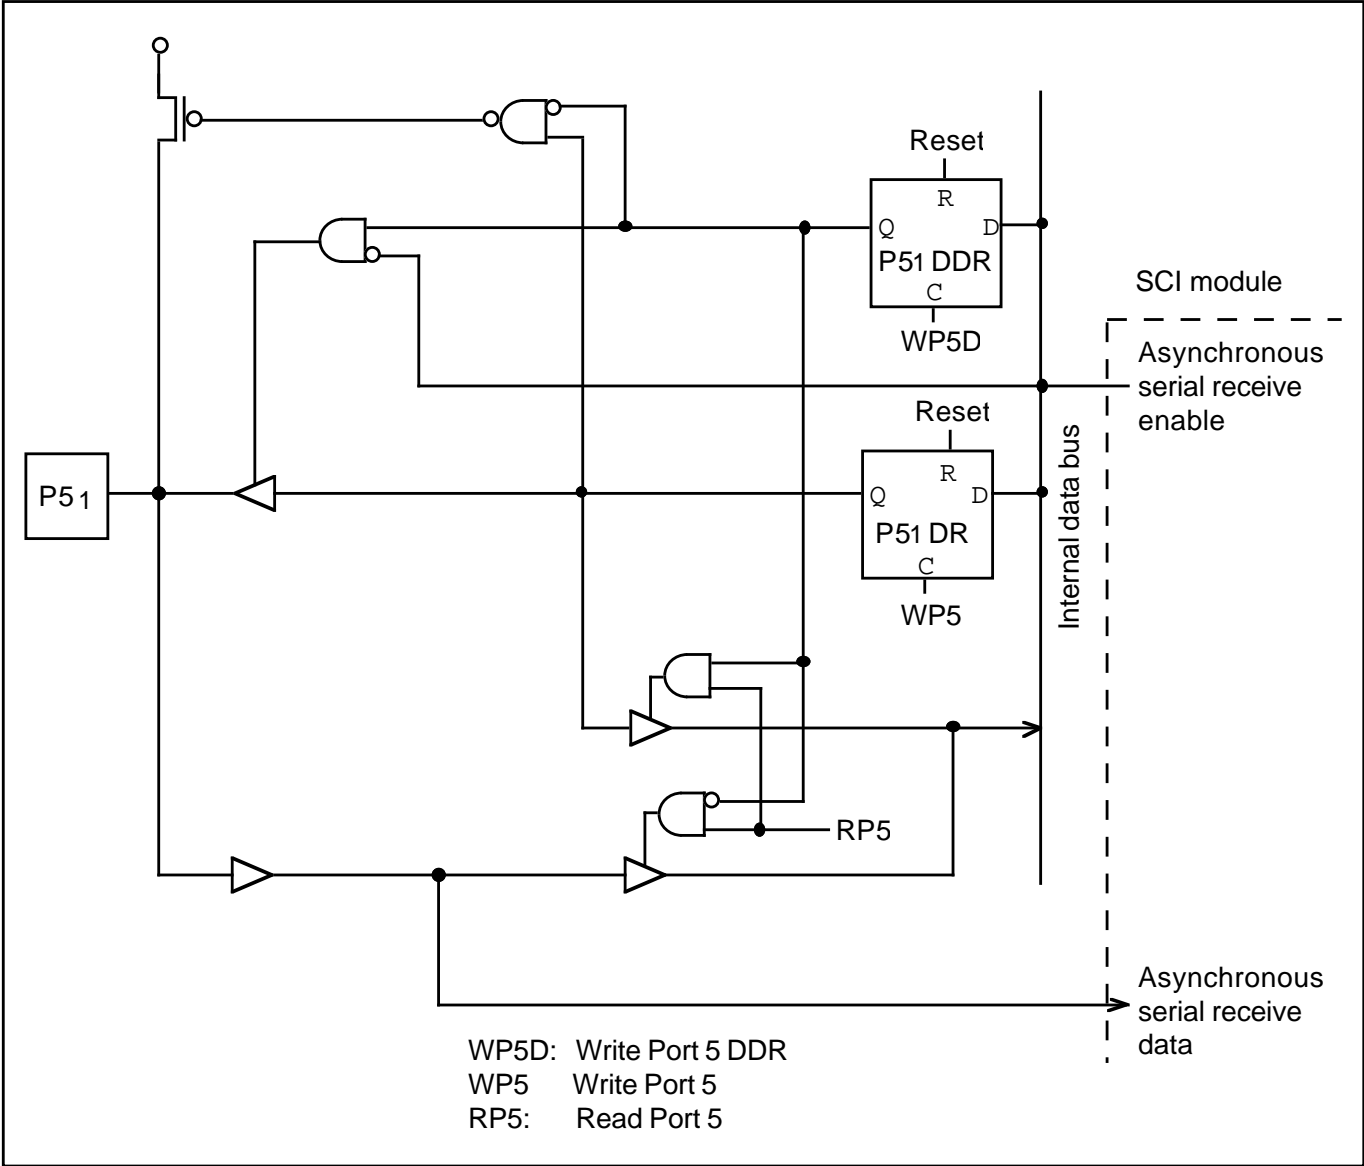 Reset
R
Q
D
P51 DDR
C
WP5D
SCI module
Asynchronous
serial receive
enable
Reset
R
Q
D
P51 DR
C
WP5
Internal data bus
P51
RP5
Asynchronous
serial receive
data
WP5D: Write Port 5 DDR
WP5 Write Port 5
RP5: Read Port 5